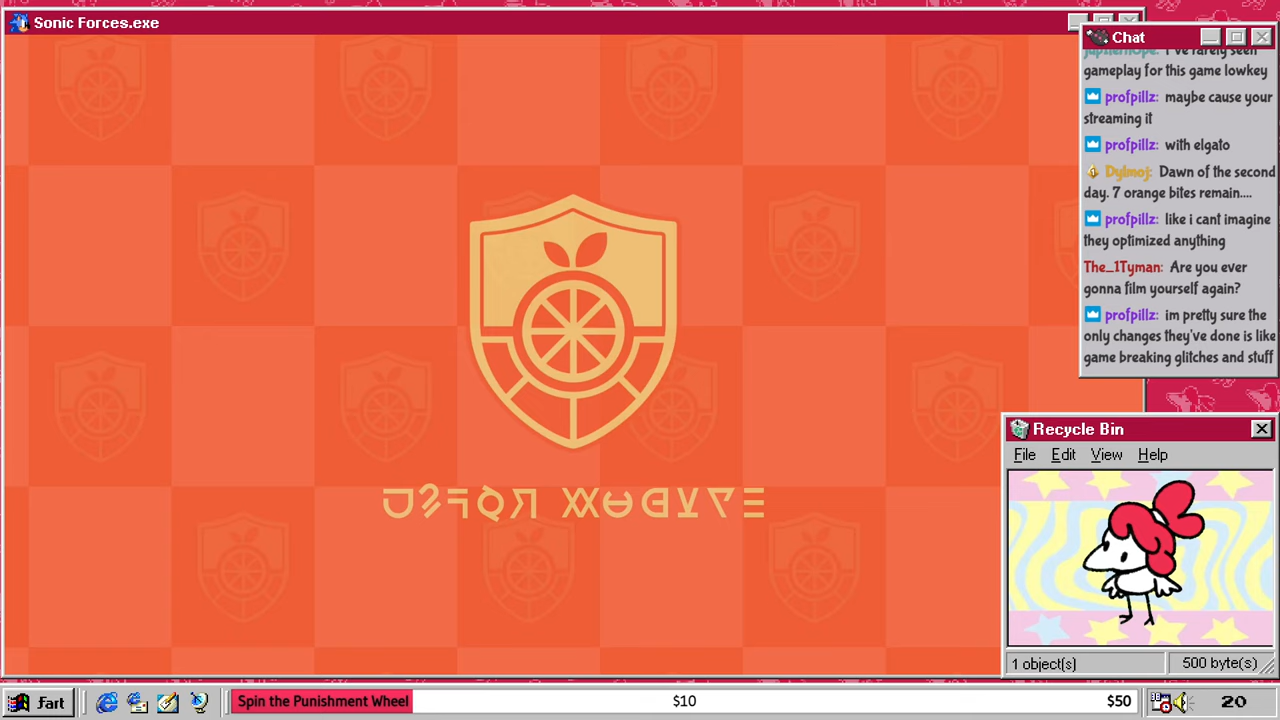 Sonic Forces.exe
Chat
I've rarely seen
gameplay for this game lowkey
profpillz: maybe cause your
streaming it
profpillz: with elgato
Dylmoj: Dawn of the second
day. 7 orange bites remain....
profpillz: like i cant imagine
they optimized anything
The_1Tyman: Are you ever
gonna film yourself again?
profpillz: im pretty sure the
only changes they've done is like
game breaking glitches and stuff
Recycle Bin
File Edit View Help
1 object(s) 500 byte(s)
fart Spin the Punishment Wheel $10 $50 20